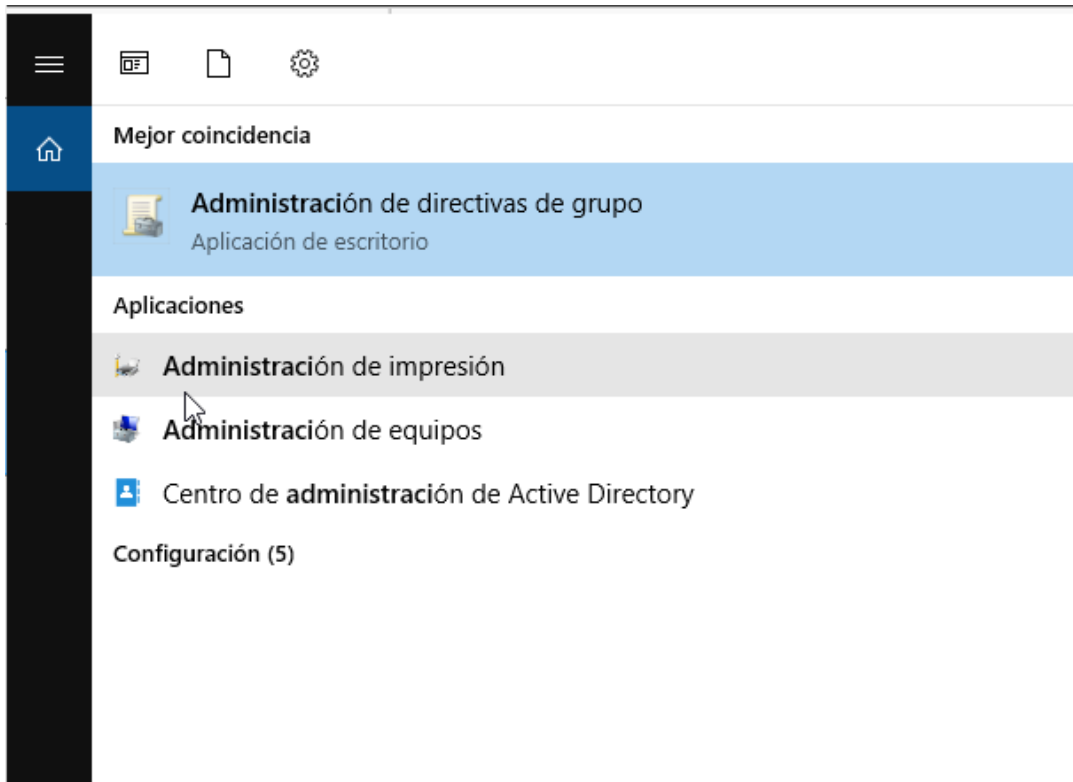 Mejor coincidencia
Administración de directivas de grupo
Aplicación de escritorio
Aplicaciones
Administración de impresión
Administración de equipos
Centro de administración de Active Directory
Configuración (5)